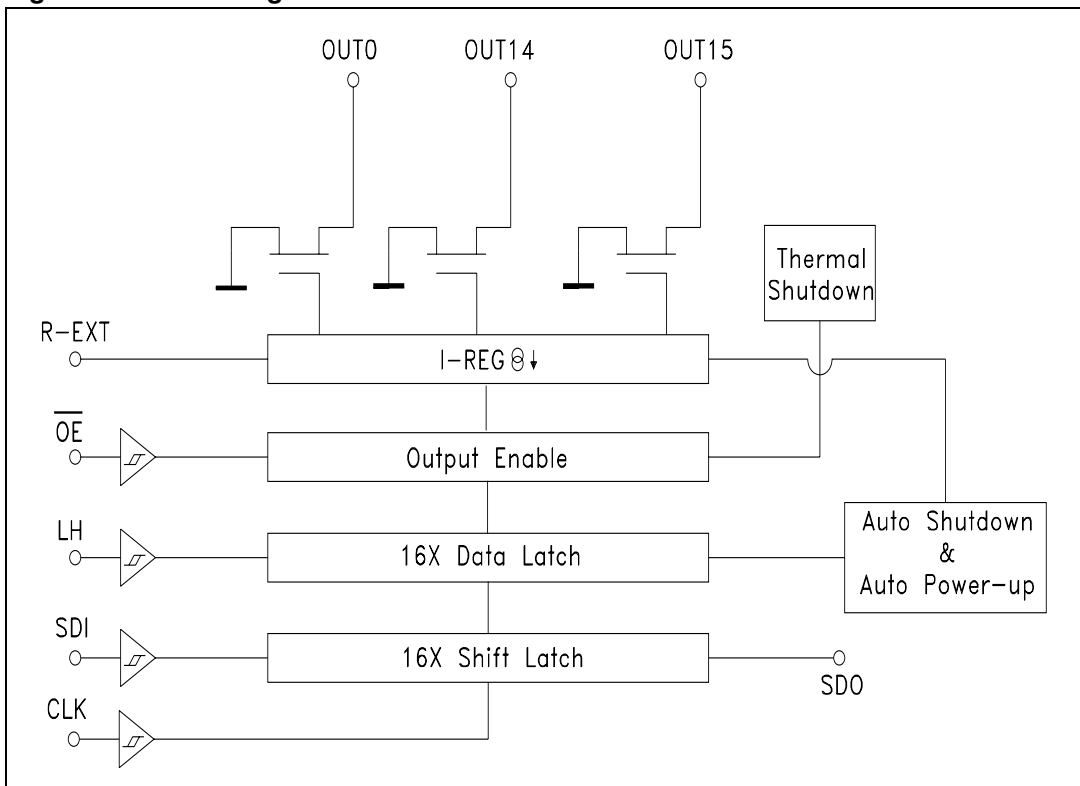 OUT0
OUT14
OUT15
Thermal
Shutdown
R-EXT
I-REG
OE
Output Enable
LH
16X Data Latch
Auto Shutdown
&
Auto Power-up
SDI
16X Shift Latch
SDO
CLK